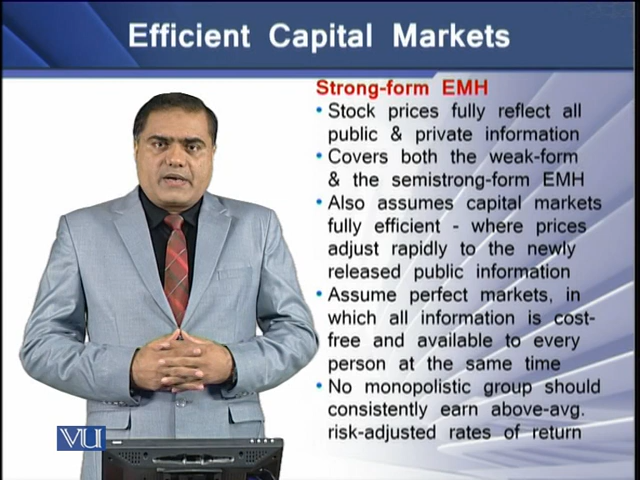 Efficient Capital Markets
Strong-form EMH
• Stock prices fully reflect all
public & private information
• Covers both the weak-form
& the semistrong-form EMH
• Also assumes capital markets
fully efficient - where prices
adjust rapidly to the newly
released public information
• Assume perfect markets, in
which all information is cost-
free and available to every
person at the same time
• No monopolistic group should
consistently earn above-avg.
risk-adjusted rates of return
VU